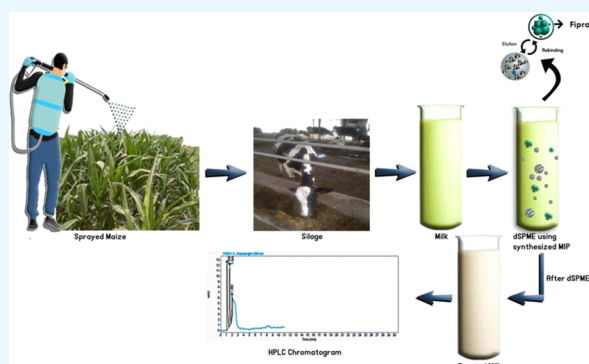 Fipro
Elution
Rebinding
Sprayed Maize
Silage
Milk
dSPME using
synthesized MIP
After dSPME
HPLC Chromatogram